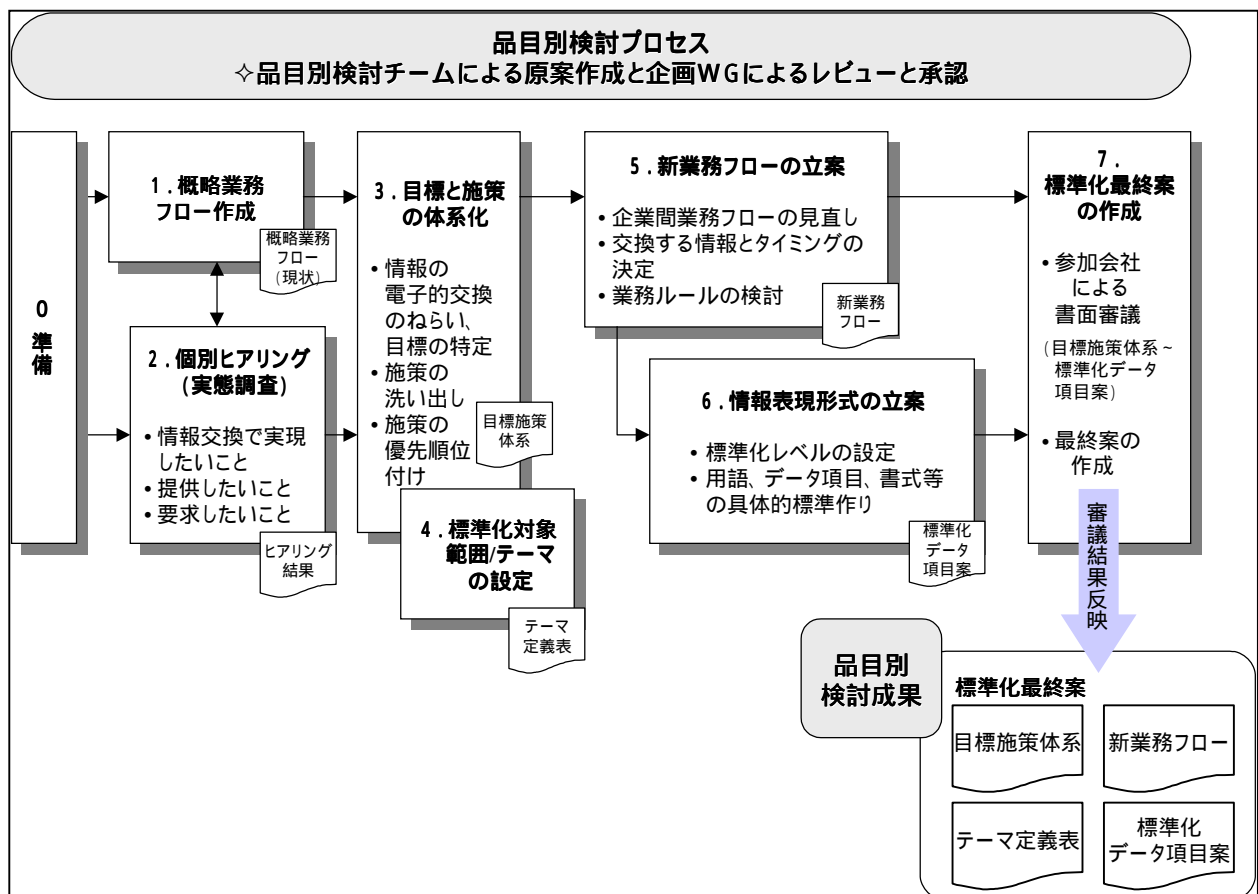 品目別検討プロセス
✧品目別検討チームによる原案作成と企画WGによるレビューと承認
0
準
備
1．概略業務
フロー作成
概略業務
フロー
(現状)
2．個別ヒアリング
(実態調査)
・情報交換で実現
したいこと
・提供したいこと
・要求したいこと
ヒアリング
結果
3．目標と施策
の体系化
・情報の
電子的交換
のねらい、
目標の特定
・施策の
洗い出し
・施策の
優先順位
付け
目標施策
体系
4．標準化対象
範囲/テーマ
の設定
テーマ
定義表
5．新業務フローの立案
・企業間業務フローの見直し
・交換する情報とタイミングの
決定
・業務ルールの検討
新業務
フロー
6．情報表現形式の立案
・標準化レベルの設定
・用語、データ項目、書式等
の具体的標準作り
標準化
データ
項目案
7．
標準化最終案
の作成
・参加会社
による
書面審議
(目標施策体系～
標準化データ
項目案)
・最終案の
作成
審議結果反映
品目別
検討成果
標準化最終案
目標施策体系
新業務フロー
テーマ定義表
標準化
データ項目案